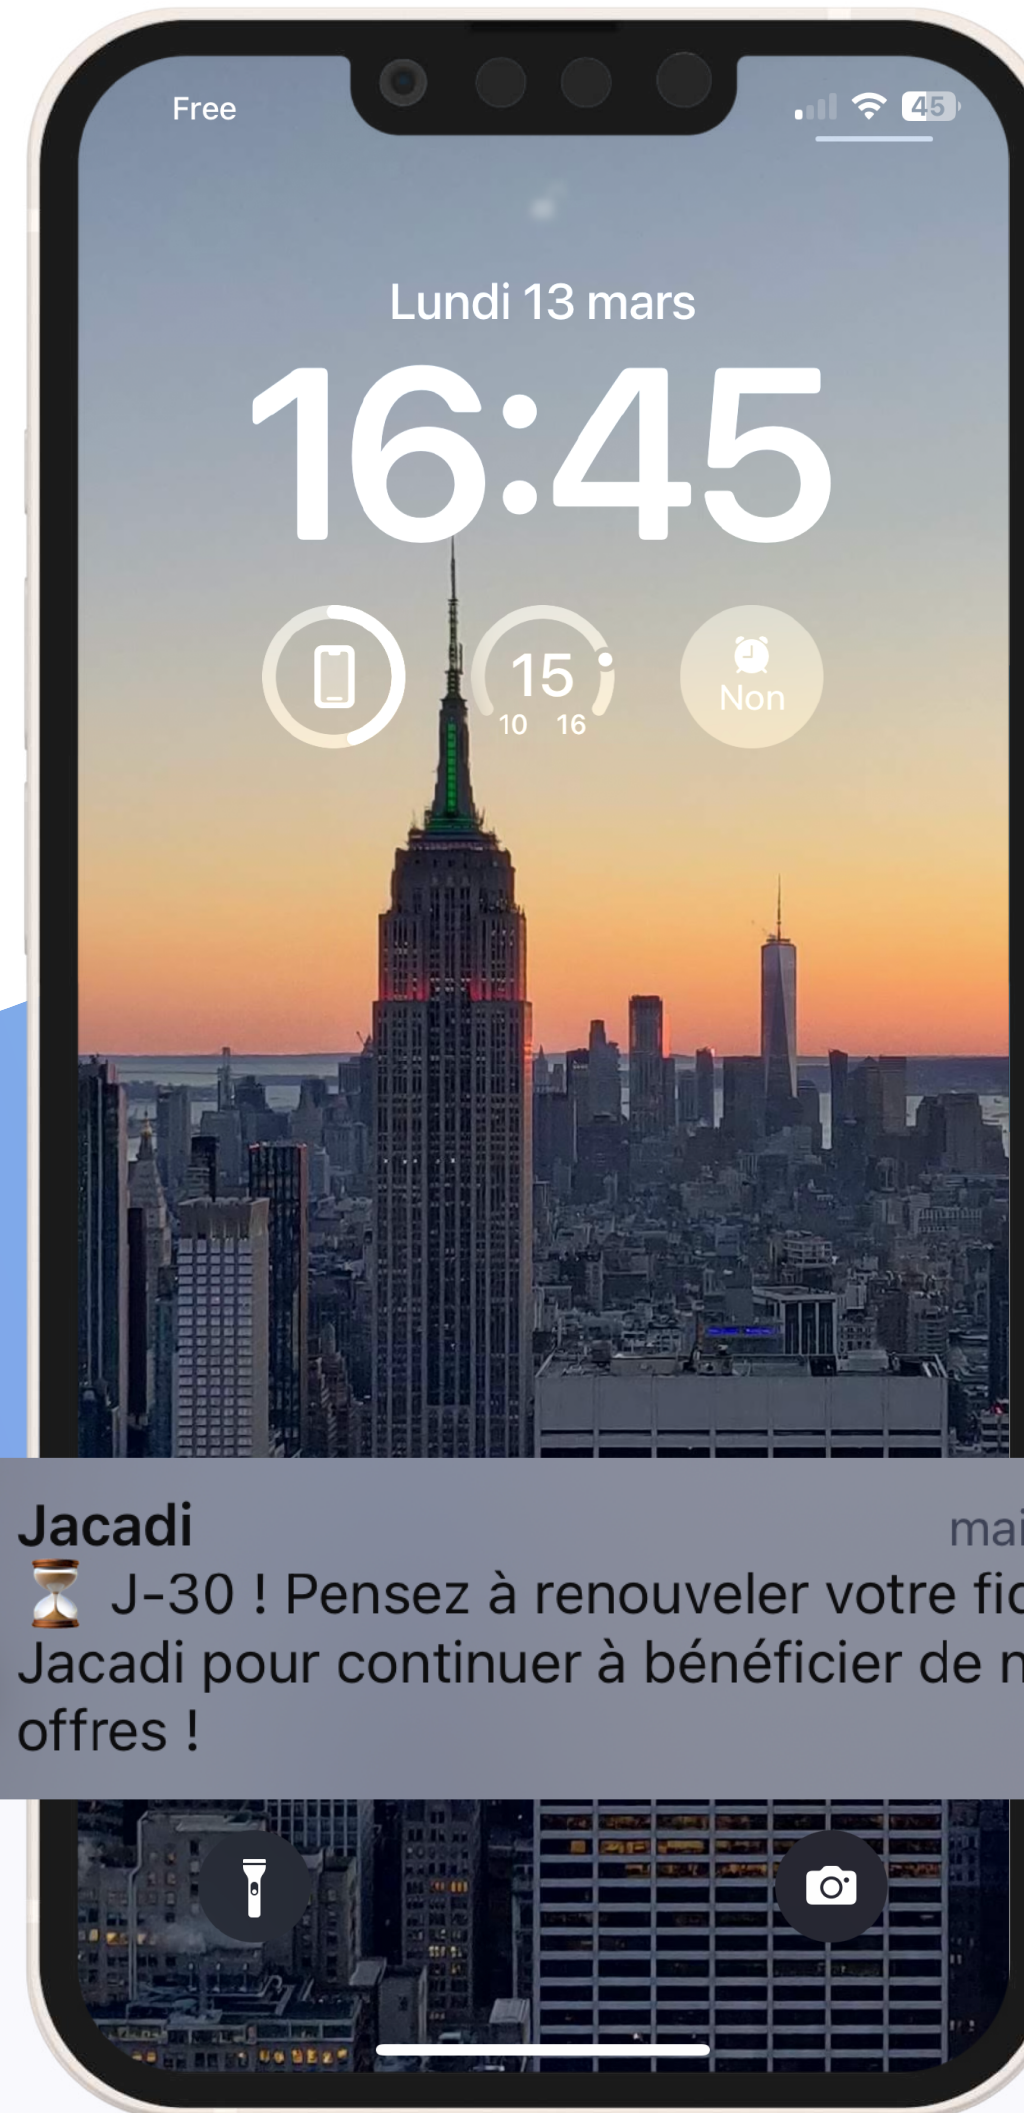 Free
45
Lundi 13 mars
16:45
15
10 16
Non
Jacadi
J-30 ! Pensez à renouveler votre
Jacadi pour continuer à bénéficier de
offres !